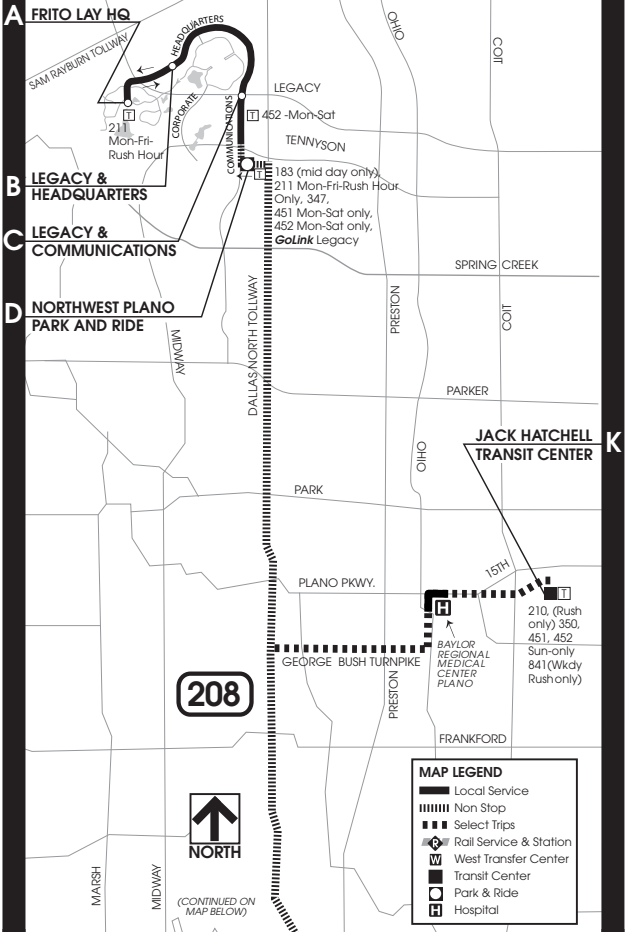 A
FRITO LAY HQ
SAM RAYBURN TOLLWAY
HEADQUARTERS
OHIO
COIT
LEGACY
T
211
Mon-Fri-
Rush Hour
CORPORATE
COMMUNICATIONS
T 452 -Mon-Sat
TENNYSON
B
LEGACY &
HEADQUARTERS
T
183 (mid day only),
211 Mon-Fri-Rush Hour
Only, 347,
451 Mon-Sat only,
452 Mon-Sat only,
GoLink Legacy
C
LEGACY &
COMMUNICATIONS
SPRING CREEK
D
NORTHWEST PLANO
PARK AND RIDE
MIDWAY
DALLAS NORTH TOLLWAY
PRESTON
COIT
PARKER
JACK HATCHELL
TRANSIT CENTER
K
OHIO
PARK
15TH
PLANO PKWY.
H
T
210, (Rush
only) 350,
451, 452
Sun-only
841(Wkdy
Rush only)
BAYLOR
REGIONAL
MEDICAL
CENTER
PLANO
GEORGE BUSH TURNPIKE
208
PRESTON
FRANKFORD
MAP LEGEND
Local Service
Non Stop
Select Trips
R Rail Service & Station
W West Transfer Center
Transit Center
Park & Ride
H Hospital
NORTH
MARSH
MIDWAY
(CONTINUED ON
MAP BELOW)